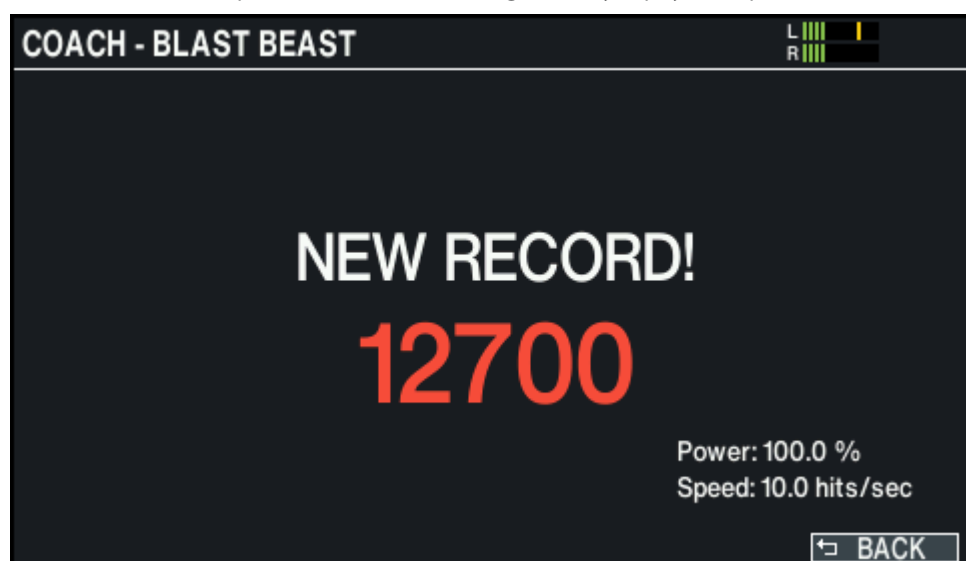 COACH - BLAST BEAST
L
R
NEW RECORD!
12700
Power: 100.0 %
Speed: 10.0 hits/sec
BACK